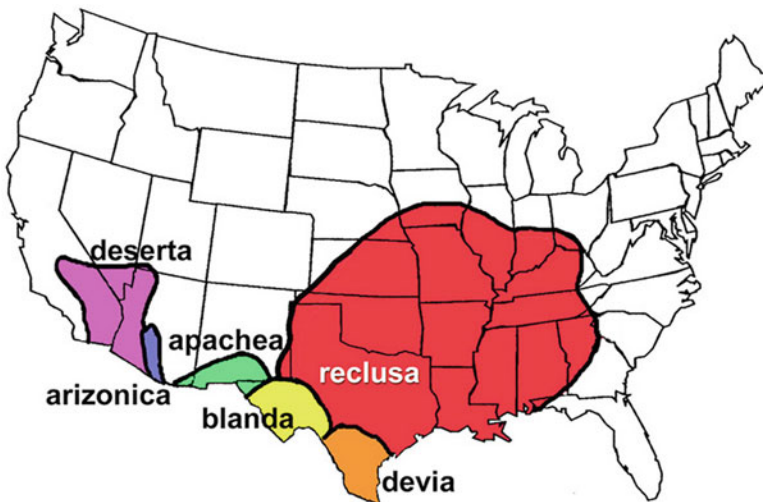 deserta
apachea
reclusa
arizonica
blanda
devia